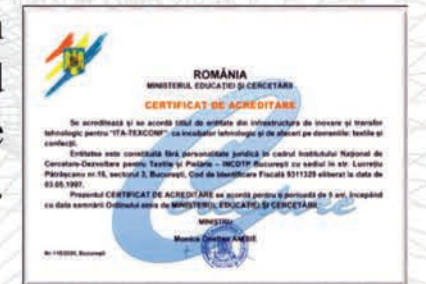 ROMÂNIA
MINISTERUL EDUCAȚIEI ȘI CERCETĂRII
CERTIFICAT DE ACREDITARE
Se acreditează și se acordă titlul de entitate din infrastructura de inovare și transfer
tehnologic pentru "ITA-TEXCONF", ca incubator tehnologic și de afaceri pe domeniile: textile și
confecții.
Entitatea este constituită fără personalitate juridică în cadrul Institutului Național de
Cercetare-Dezvoltare pentru Textile și Pielărie – INCDTP București cu sediul în str. Lucrețiu
Pătrășcanu nr.16, sectorul 3, București, Cod de Identificare Fiscală 9311329 eliberat la data de
03.05.1997.
Prezentul CERTIFICAT DE ACREDITARE se acordă pentru o perioadă de 5 ani, începând
cu data semnării Ordinului emis de MINISTERUL EDUCAȚIEI ȘI CERCETĂRII.
MINISTRU
Monica Cristina ANISIE
București